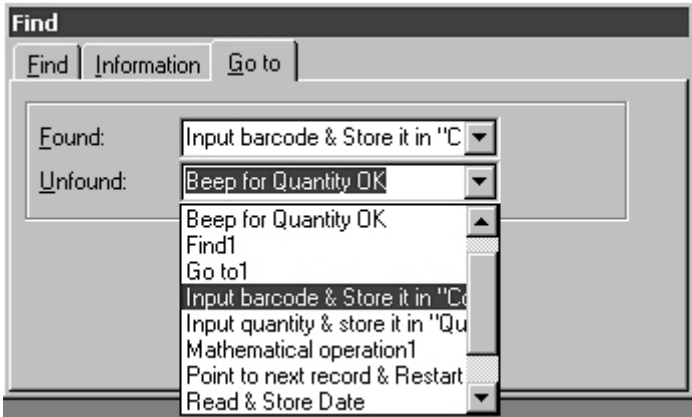 Find
Find Information Go to
Found: Input barcode & Store it in "C
Unfound: Beep for Quantity OK
Beep for Quantity OK
Find1
Go to1
Input barcode & Store it in "Co
Input quantity & store it in "Qu
Mathematical operation1
Point to next record & Restart
Read & Store Date